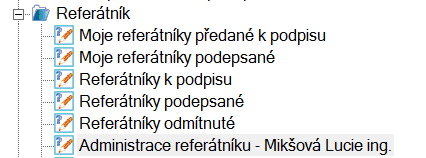 Referátník
Moje referátníky předané k podpisu
Moje referátníky podepsané
Referátníky k podpisu
Referátníky podepsané
Referátníky odmítnuté
Administrace referátníku - Mikšová Lucie ing.